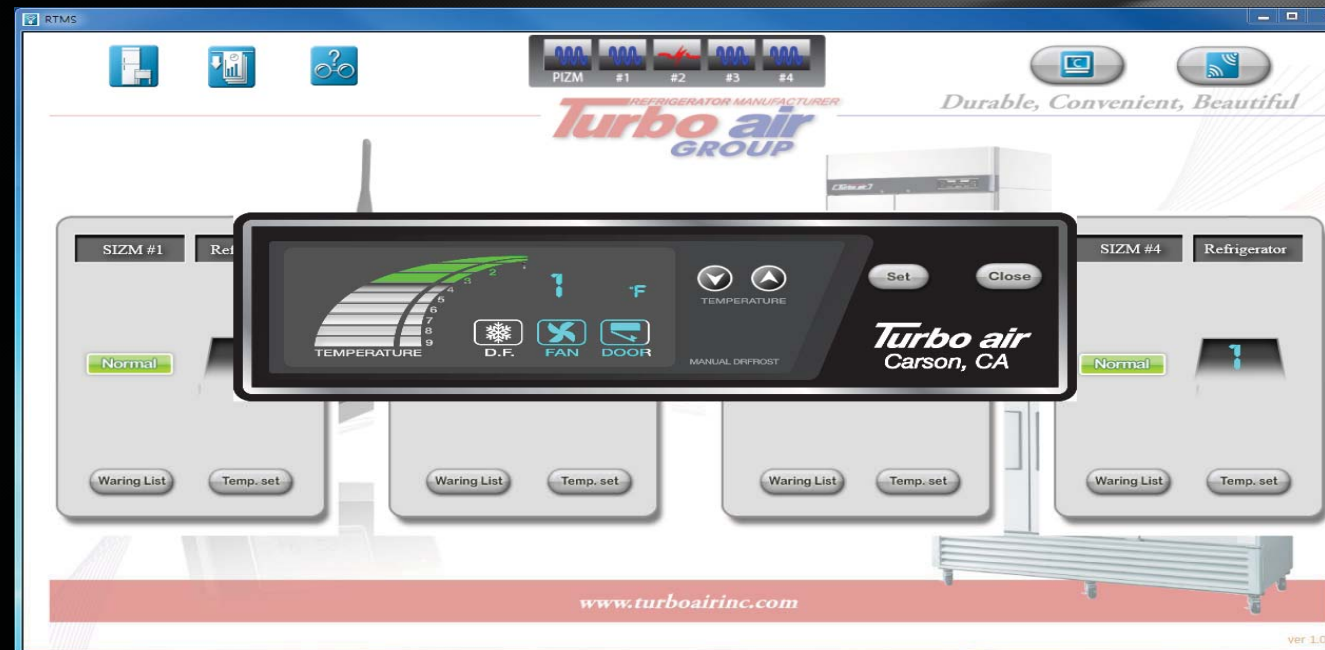 RTMS
PIZM #1 #2 #3 #4
REFRIGERATOR MANUFACTURER
Turbo air
GROUP
Durable, Convenient, Beautiful
Turbo air
SIZM #1
SIZM #4 Refrigerator
2
3
4
5
6
7
8
9
TEMPERATURE
1 °F
D.F. FAN DOOR
TEMPERATURE
MANUAL DRFROST
Set Close
Turbo air
Carson, CA
Normal
Normal 1
Waring List Temp. set
Waring List Temp. set
Waring List Temp. set
Waring List Temp. set
www.turboairinc.com
ver 1.0